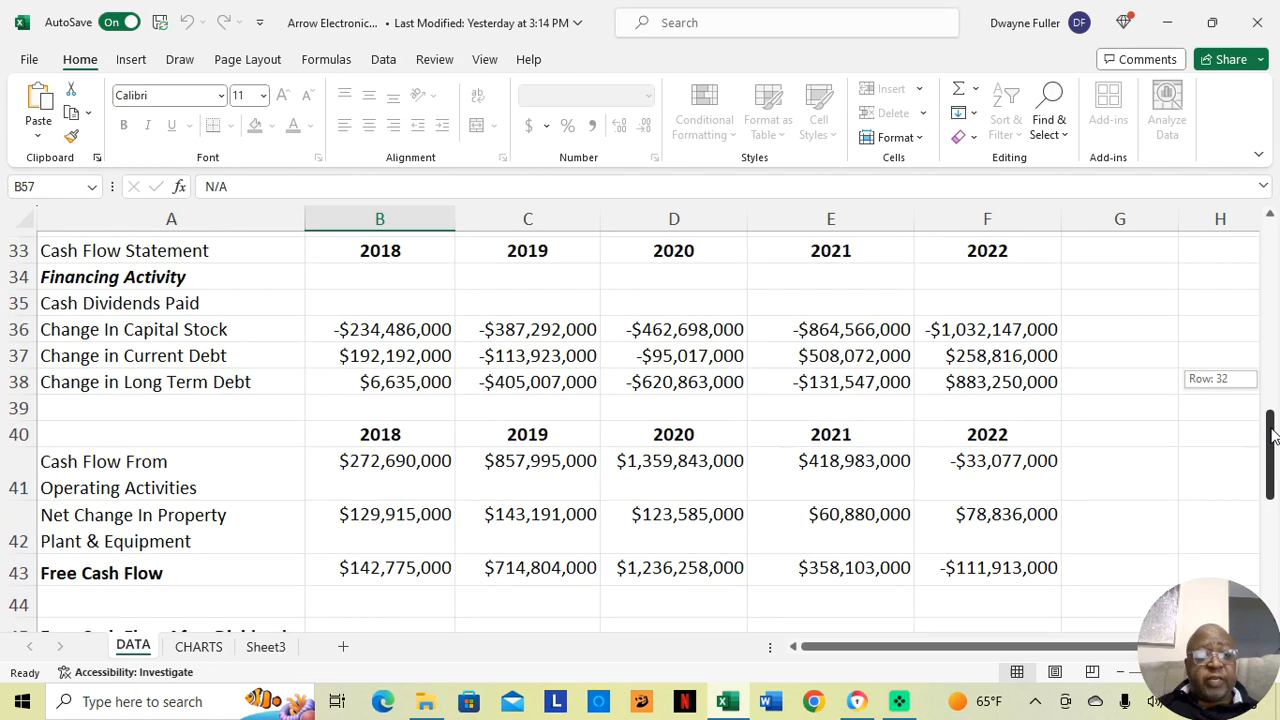 AutoSave On Arrow Electronic... • Last Modified: Yesterday at 3:14 PM Search Dwayne Fuller DF
File Home Insert Draw Page Layout Formulas Data Review View Help Comments Share
Paste
Calibri 11
Conditional Formatting
Format as Table
Cell Styles
Insert
Delete
Format
Sort & Filter
Find & Select
Add-ins
Analyze Data
Clipboard Font Alignment Number Styles Cells Editing Add-ins
B57 fx N/A
A B C D E F G H
33 Cash Flow Statement 2018 2019 2020 2021 2022
34 Financing Activity
35 Cash Dividends Paid
36 Change In Capital Stock -$234,486,000 -$387,292,000 -$462,698,000 -$864,566,000 -$1,032,147,000
37 Change in Current Debt $192,192,000 -$113,923,000 -$95,017,000 $508,072,000 $258,816,000
38 Change in Long Term Debt $6,635,000 -$405,007,000 -$620,863,000 -$131,547,000 $883,250,000 Row: 32
39
40 2018 2019 2020 2021 2022
Cash Flow From $272,690,000 $857,995,000 $1,359,843,000 $418,983,000 -$33,077,000
41 Operating Activities
Net Change In Property $129,915,000 $143,191,000 $123,585,000 $60,880,000 $78,836,000
42 Plant & Equipment
43 Free Cash Flow $142,775,000 $714,804,000 $1,236,258,000 $358,103,000 -$111,913,000
44
DATA CHARTS Sheet3
Ready Accessibility: Investigate
Type here to search 65°F